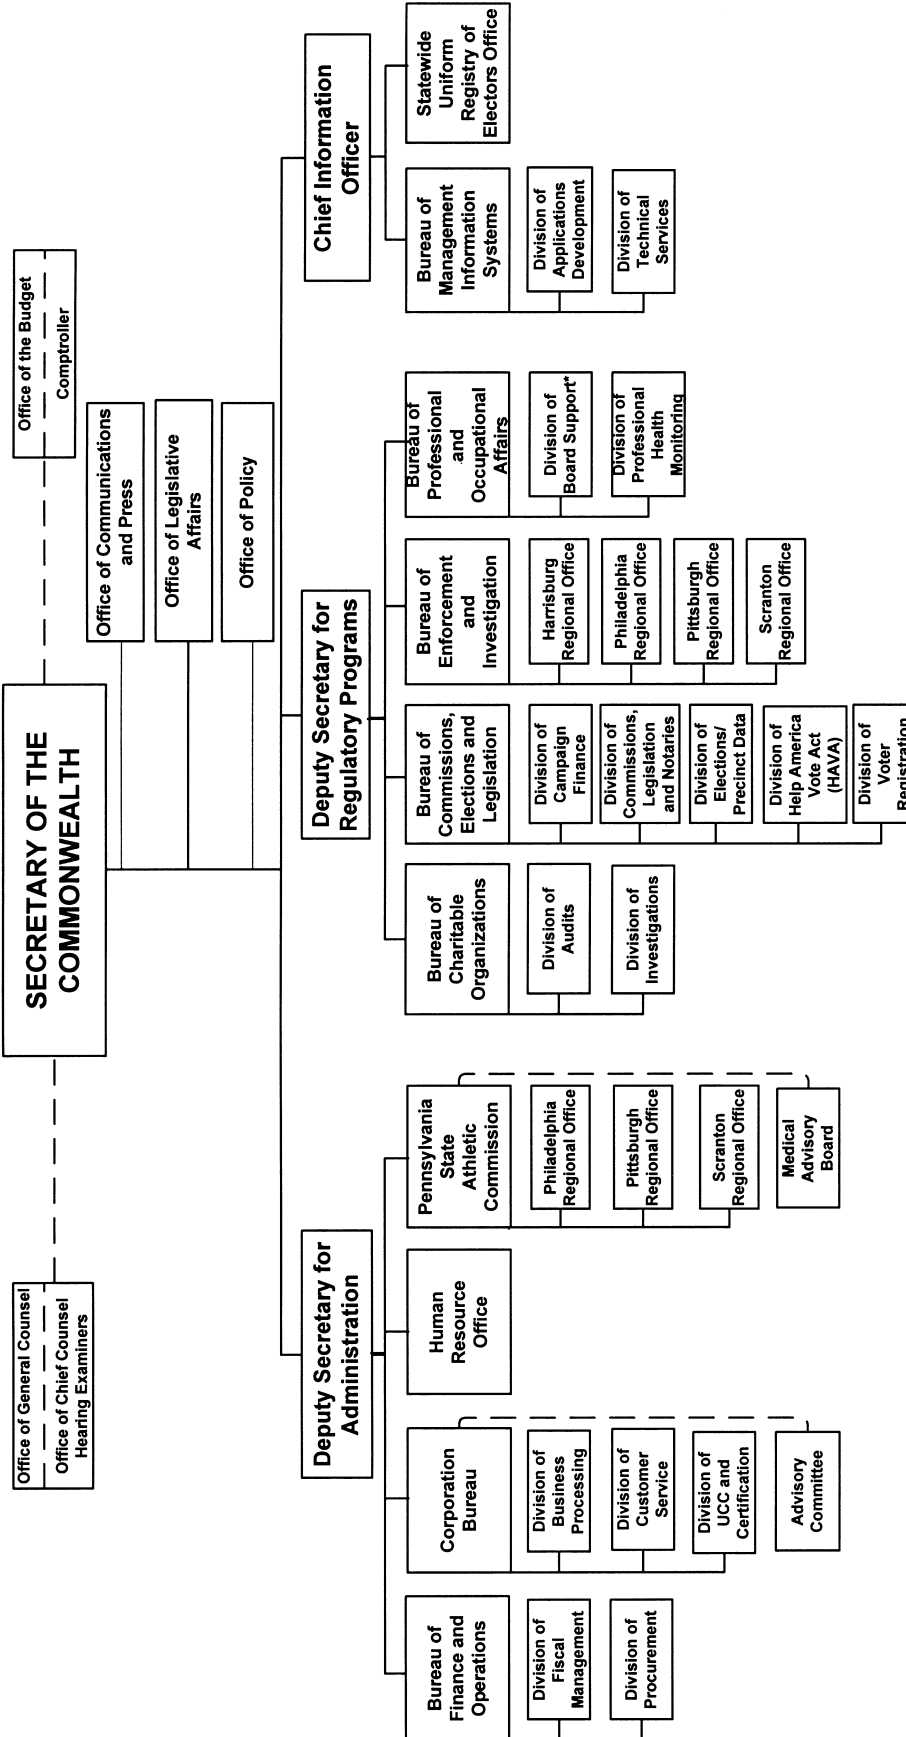 SECRETARY OF THE
COMMONWEALTH
Office of General Counsel
Office of Chief Counsel
Hearing Examiners
Office of the Budget
Comptroller
Office of Communications
and Press
Office of Legislative
Affairs
Office of Policy
Deputy Secretary for
Administration
Bureau of
Finance and
Operations
Division of
Fiscal
Management
Division of
Procurement
Corporation
Bureau
Division of
Business
Processing
Division of
Customer
Service
Division of
UCC and
Certification
Advisory
Committee
Human
Resource
Office
Pennsylvania
State
Athletic
Commission
Philadelphia
Regional Office
Pittsburgh
Regional Office
Scranton
Regional Office
Medical
Advisory
Board
Deputy Secretary for
Regulatory Programs
Bureau of
Charitable
Organizations
Division of
Audits
Division of
Investigations
Bureau of
Commissions,
Elections and
Legislation
Division of
Campaign
Finance
Division of
Commissions,
Legislation
and Notaries
Division of
Elections/
Precinct Data
Division of
Help America
Vote Act
(HAVA)
Division of
Voter
Registration
Bureau of
Enforcement
and
Investigation
Harrisburg
Regional Office
Philadelphia
Regional Office
Pittsburgh
Regional Office
Scranton
Regional Office
Bureau of
Professional
and
Occupational
Affairs
Division of
Board Support*
Division of
Professional
Health
Monitoring
Chief Information
Officer
Bureau of
Management
Information
Systems
Division of
Applications
Development
Division of
Technical
Services
Statewide
Uniform
Registry of
Electors Office